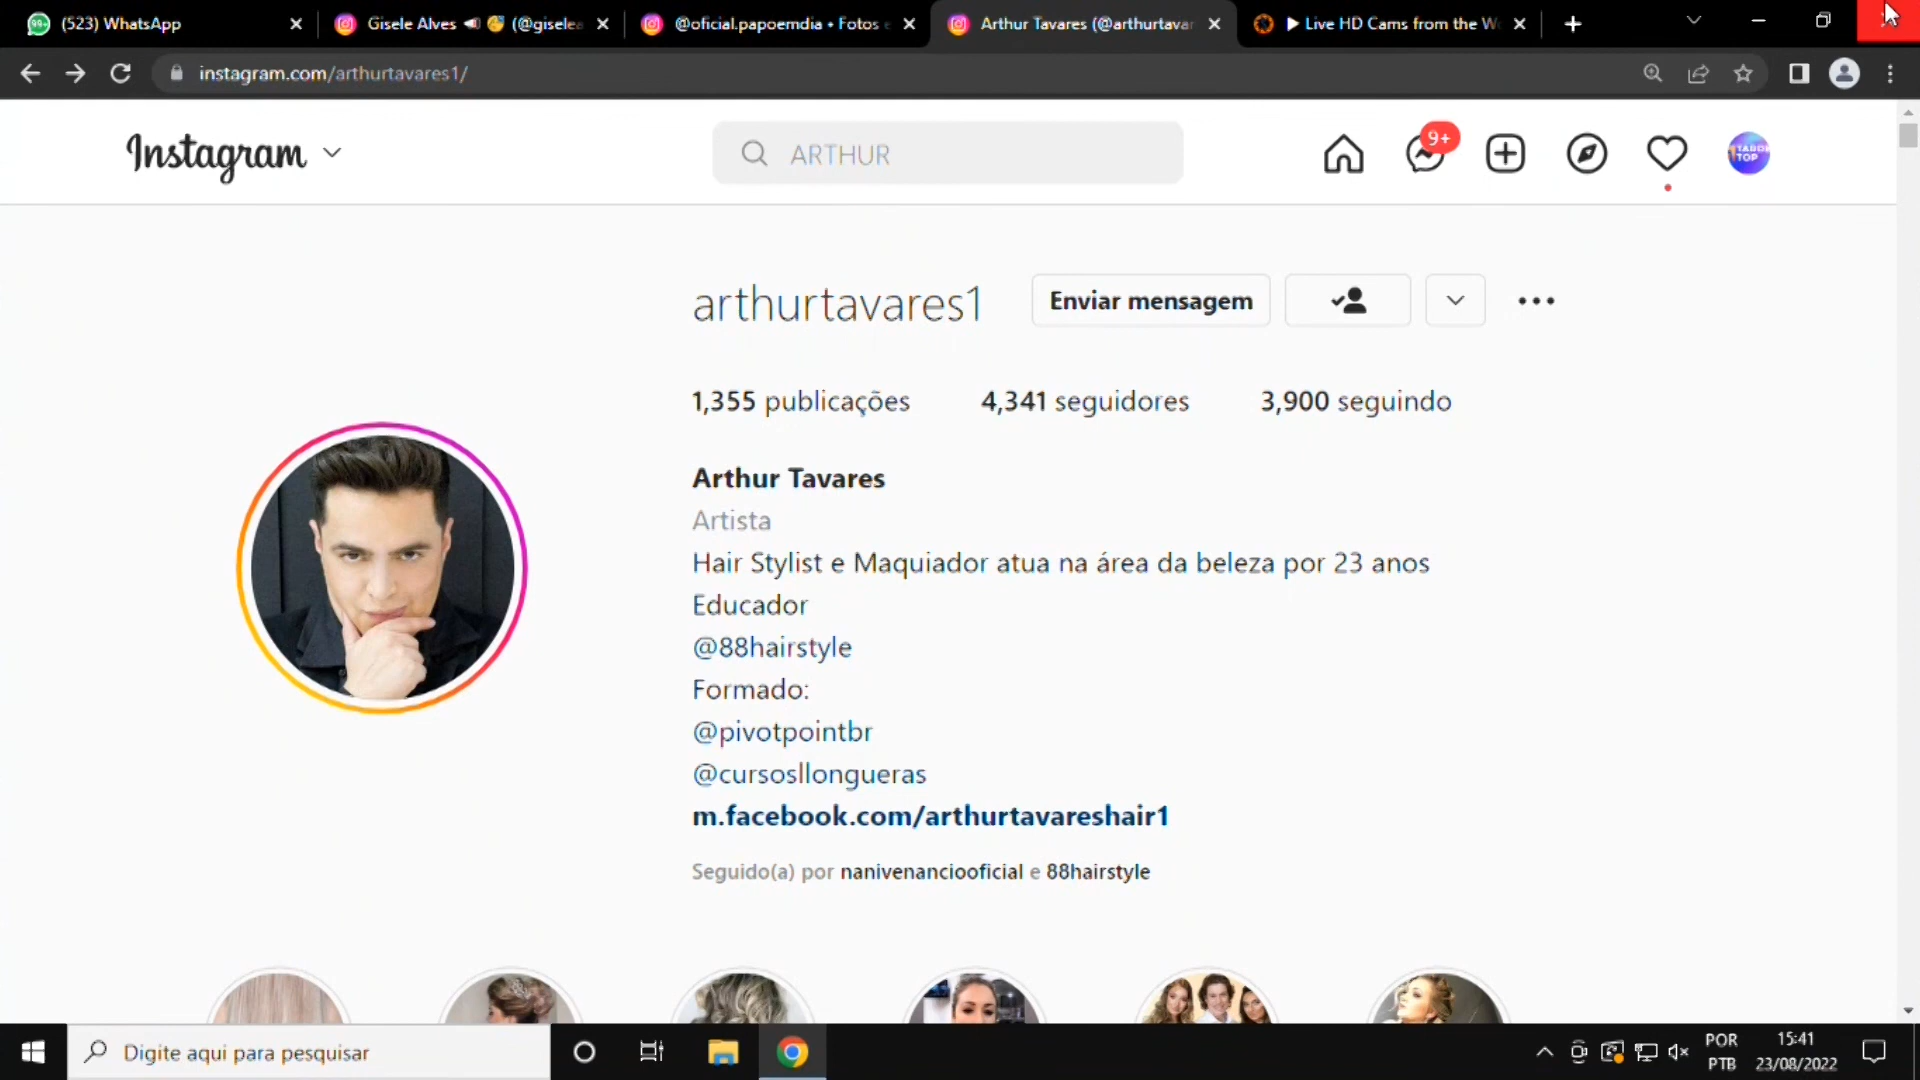 (523) WhatsApp
Gisele Alves
(@gisele
@oficial.papoemdia • Fotos e
Arthur Tavares (@arthurtavar
Live HD Cams from the W
instagram.com/arthurtavares1/
Instagram
ARTHUR
9+
TABOR
TOP
arthurtavares1
Enviar mensagem
1,355 publicações
4,341 seguidores
3,900 seguindo
Arthur Tavares
Artista
Hair Stylist e Maquiador atua na área da beleza por 23 anos
Educador
@88hairstyle
Formado:
@pivotpointbr
@cursosllongueras
m.facebook.com/arthurtavareshair1
Seguido(a) por nanivenanciooficial e 88hairstyle
Digite aqui para pesquisar
POR
PTB
15:41
23/08/2022